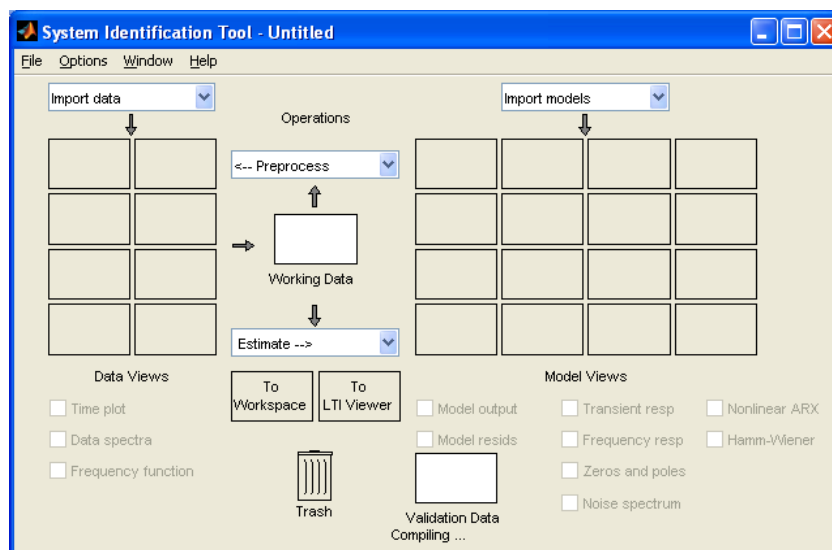 System Identification Tool - Untitled
File Options Window Help
Import data
Import models
Operations
<-- Preprocess
Working Data
Estimate -->
Data Views
Model Views
To Workspace
To LTI Viewer
Time plot
Data spectra
Frequency function
Model output
Model resids
Transient resp
Frequency resp
Zeros and poles
Noise spectrum
Nonlinear ARX
Hamm-Wiener
Trash
Validation Data
Compiling ...